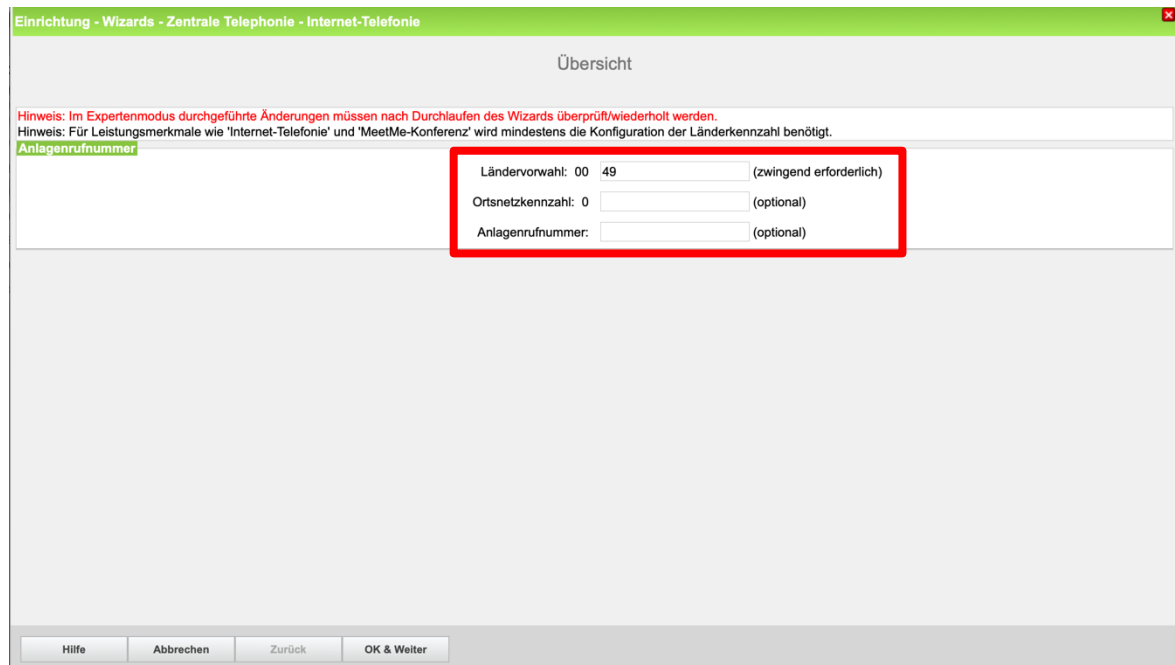 Einrichtung - Wizards - Zentrale Telephonie - Internet-Telefonie
Übersicht
Hinweis: Im Expertenmodus durchgeführte Änderungen müssen nach Durchlaufen des Wizards überprüft/wiederholt werden.
Hinweis: Für Leistungsmerkmale wie 'Internet-Telefonie' und 'MeetMe-Konferenz' wird mindestens die Konfiguration der Länderkennzahl benötigt.
Anlagenrufnummer
Ländervorwahl: 00 49 (zwingend erforderlich)
Ortsnetzkennzahl: 0 (optional)
Anlagenrufnummer: (optional)
Hilfe Abbrechen Zurück OK & Weiter